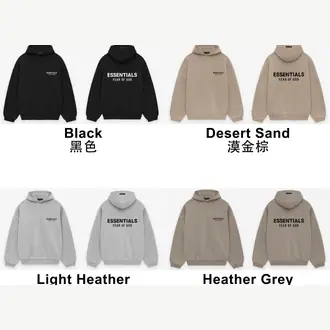 ESSENTIALS
FEAR OF GOD
ESSENTIALS
FEAR OF GOD
Black
黑色
Desert Sand
漠金棕
ESSENTIALS
FEAR OF GOD
ESSENTIALS
FEAR OF GOD
Light Heather
Heather Grey